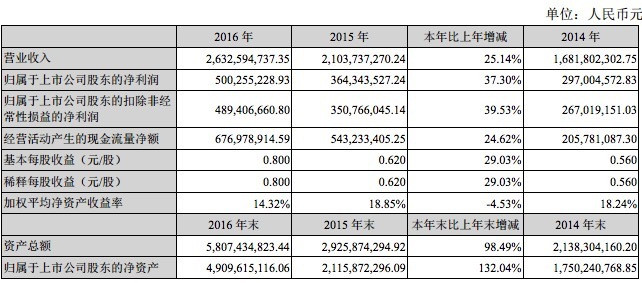 单位：人民币元
2016 年 2015 年 本年比上年增减 2014 年
营业收入 2,632,594,737.35 2,103,737,270.24 25.14% 1,681,802,302.75
归属于上市公司股东的净利润 500,255,228.93 364,343,527.24 37.30% 297,004,572.83
归属于上市公司股东的扣除非经
常性损益的净利润 489,406,660.80 350,766,045.14 39.53% 267,019,151.03
经营活动产生的现金流量净额 676,978,914.59 543,233,405.25 24.62% 205,781,087.30
基本每股收益（元/股） 0.800 0.620 29.03% 0.560
稀释每股收益（元/股） 0.800 0.620 29.03% 0.560
加权平均净资产收益率 14.32% 18.85% -4.53% 18.24%
2016 年末 2015 年末 本年末比上年末增减 2014 年末
资产总额 5,807,434,823.44 2,925,874,294.92 98.49% 2,138,304,160.20
归属于上市公司股东的净资产 4,909,615,116.06 2,115,872,296.09 132.04% 1,750,240,768.85